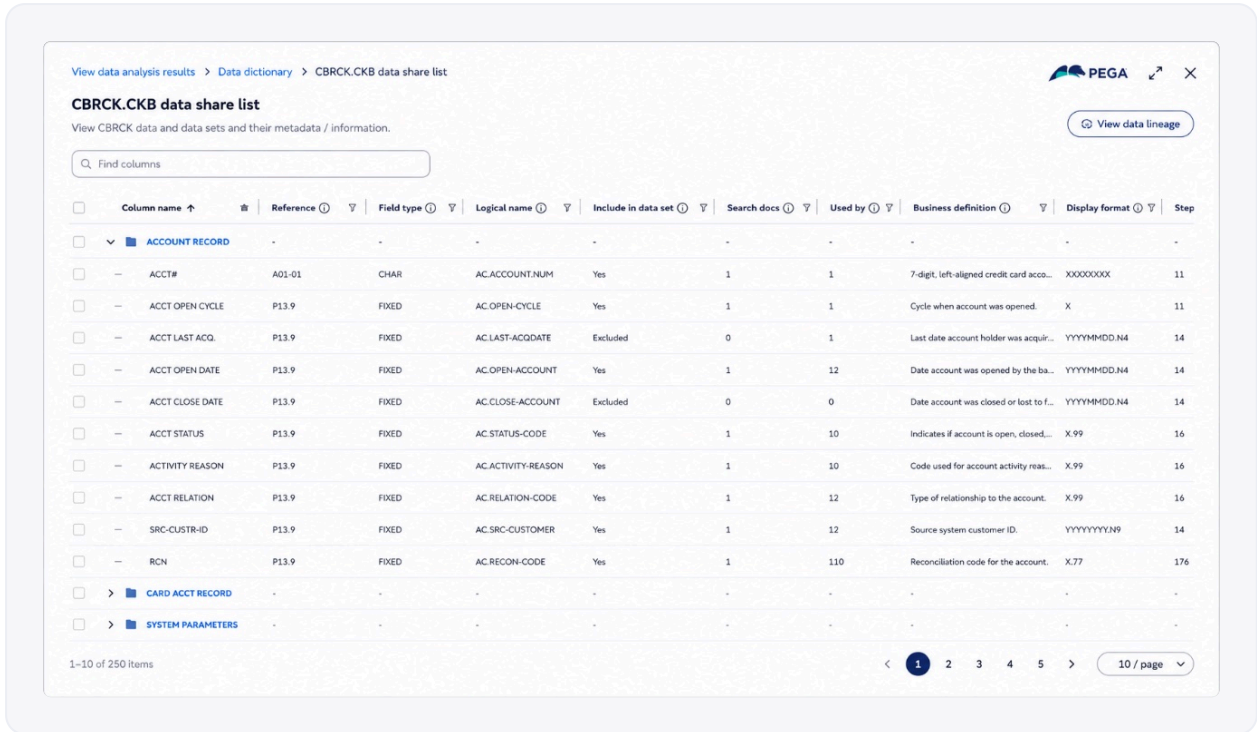 View data analysis results > Data dictionary > CBRCK.CKB data share list
PEGA
CBRCK.CKB data share list
View CBRCK data and data sets and their metadata / information.
View data lineage
Find columns
Column name Reference Field type Logical name Include in data set Search docs Used by Business definition Display format Step
ACCOUNT RECORD - - - - - - - - -
— ACCT# A01-01 CHAR AC.ACCOUNT.NUM Yes 1 1 7-digit, left-aligned credit card acco... XXXXXXXX 11
— ACCT OPEN CYCLE P13.9 FIXED AC.OPEN-CYCLE Yes 1 1 Cycle when account was opened. X 11
— ACCT LAST ACQ. P13.9 FIXED AC.LAST-ACQDATE Excluded 0 1 Last date account holder was acquir... YYYYMMDD.N4 14
— ACCT OPEN DATE P13.9 FIXED AC.OPEN-ACCOUNT Yes 1 12 Date account was opened by the ba... YYYYMMDD.N4 14
— ACCT CLOSE DATE P13.9 FIXED AC.CLOSE-ACCOUNT Excluded 0 0 Date account was closed or lost to f... YYYYMMDD.N4 14
— ACCT STATUS P13.9 FIXED AC.STATUS-CODE Yes 1 10 Indicates if account is open, closed,... X.99 16
— ACTIVITY REASON P13.9 FIXED AC.ACTIVITY-REASON Yes 1 10 Code used for account activity reas... X.99 16
— ACCT RELATION P13.9 FIXED AC.RELATION-CODE Yes 1 12 Type of relationship to the account. X.99 16
— SRC-CUSTR-ID P13.9 FIXED AC.SRC-CUSTOMER Yes 1 12 Source system customer ID. YYYYYYYY.N9 14
— RCN P13.9 FIXED AC.RECON-CODE Yes 1 110 Reconciliation code for the account. X.77 176
CARD ACCT RECORD - - - - - - - - -
SYSTEM PARAMETERS - - - - - - - - -
1–10 of 250 items < 1 2 3 4 5 > 10 / page